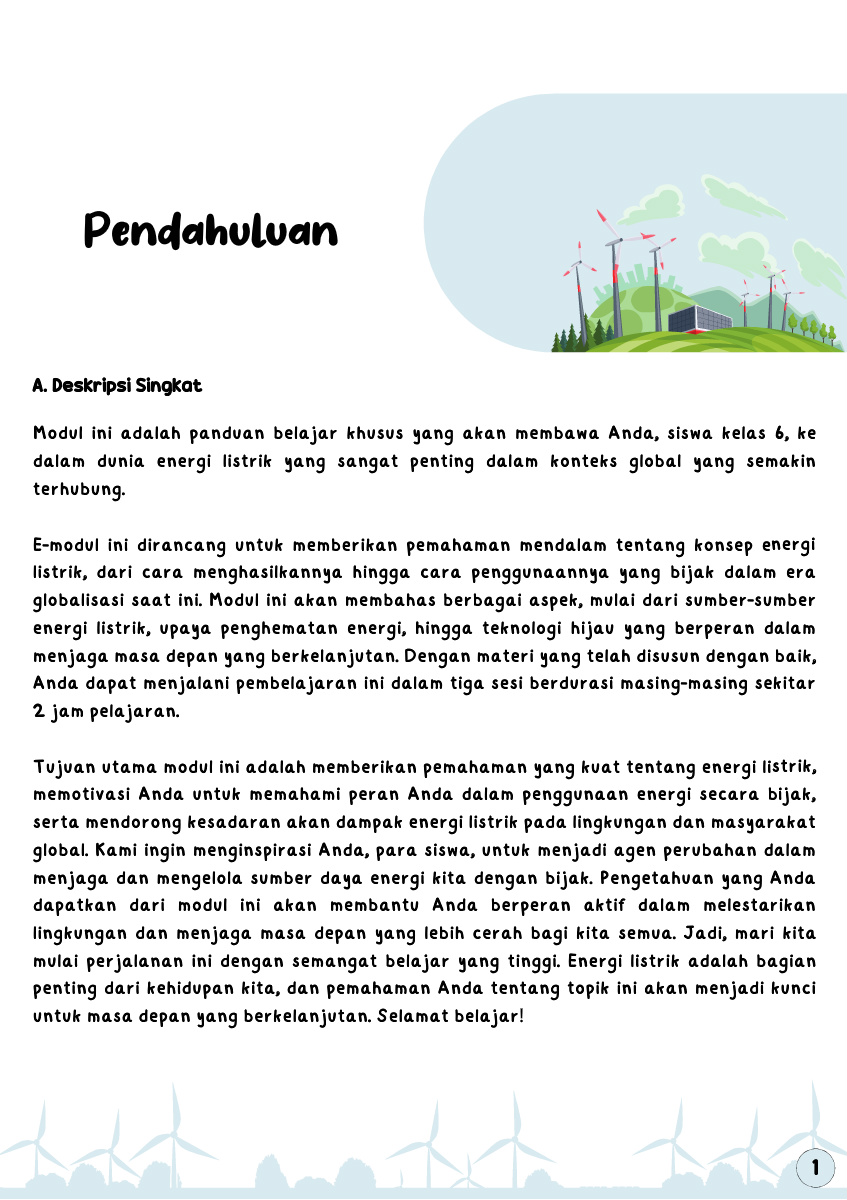 Pendahuluan
A. Deskripsi Singkat
Modul ini adalah panduan belajar khusus yang akan membawa Anda, siswa kelas 6, ke
dalam dunia energi listrik yang sangat penting dalam konteks global yang semakin
terhubung.
E-modul ini dirancang untuk memberikan pemahaman mendalam tentang konsep energi
listrik, dari cara menghasilkannya hingga cara penggunaannya yang bijak dalam era
globalisasi saat ini. Modul ini akan membahas berbagai aspek, mulai dari sumber-sumber
energi listrik, upaya penghematan energi, hingga teknologi hijau yang berperan dalam
menjaga masa depan yang berkelanjutan. Dengan materi yang telah disusun dengan baik,
Anda dapat menjalani pembelajaran ini dalam tiga sesi berdurasi masing-masing sekitar
2 jam pelajaran.
Tujuan utama modul ini adalah memberikan pemahaman yang kuat tentang energi listrik,
memotivasi Anda untuk memahami peran Anda dalam penggunaan energi secara bijak,
serta mendorong kesadaran akan dampak energi listrik pada lingkungan dan masyarakat
global. Kami ingin menginspirasi Anda, para siswa, untuk menjadi agen perubahan dalam
menjaga dan mengelola sumber daya energi kita dengan bijak. Pengetahuan yang Anda
dapatkan dari modul ini akan membantu Anda berperan aktif dalam melestarikan
lingkungan dan menjaga masa depan yang lebih cerah bagi kita semua. Jadi, mari kita
mulai perjalanan ini dengan semangat belajar yang tinggi. Energi listrik adalah bagian
penting dari kehidupan kita, dan pemahaman Anda tentang topik ini akan menjadi kunci
untuk masa depan yang berkelanjutan. Selamat belajar!
1